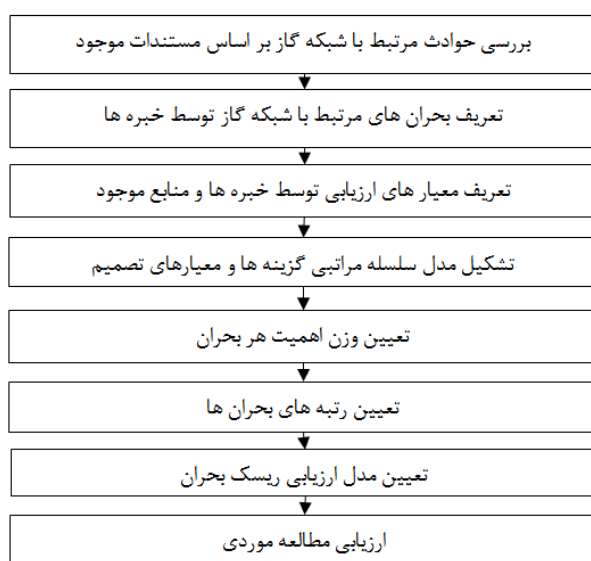 بررسی حوادث مرتبط با شبکه گاز بر اساس مستندات موجود
تعریف بحران های مرتبط با شبکه گاز توسط خبره ها
تعریف معیار های ارزیابی توسط خبره ها و منابع موجود
تشکیل مدل سلسله مراتبی گزینه ها و معیارهای تصمیم
تعیین وزن اهمیت هر بحران
تعیین رتبه های بحران ها
تعیین مدل ارزیابی ریسک بحران
ارزیابی مطالعه موردی